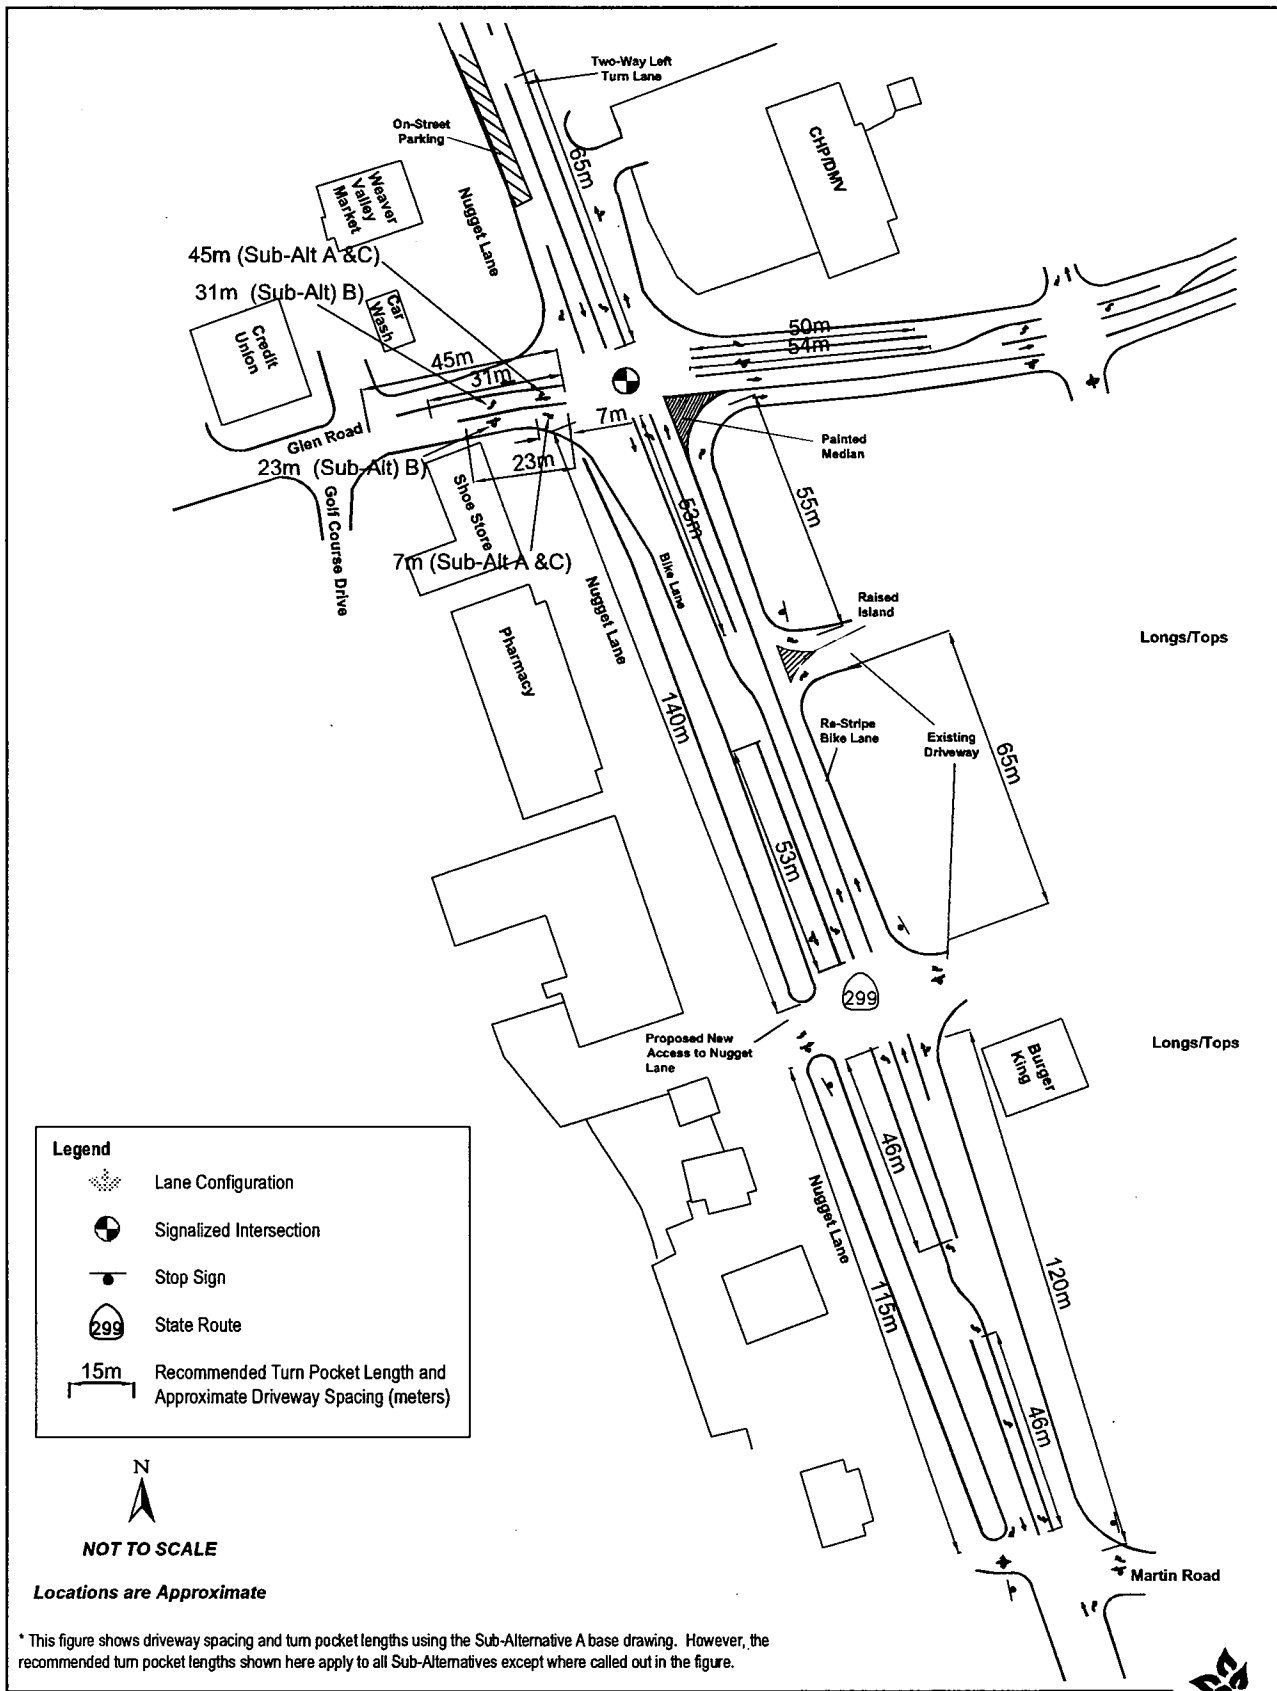 Two-Way Left
Turn Lane
On-Street
Parking
65m
CHP/DMV
Weaver
Valley
Market
Nugget Lane
45m (Sub-Alt A &C)
31m (Sub-Alt) B)
Car
Wash
Credit
Union
45m
31m
50m
54m
Glen Road
7m
Painted
Median
23m (Sub-Alt) B)
23m
Golf Course Drive
Shoe Store
53m
55m
7m (Sub-Alt A &C)
Bike Lane
Nugget Lane
Raised
Island
Longs/Tops
Pharmacy
140m
Re-Stripe
Bike Lane
Existing
Driveway
65m
53m
299
Proposed New
Access to Nugget
Lane
Longs/Tops
Burger
King
46m
Nugget Lane
115m
120m
46m
Martin Road
Legend
Lane Configuration
Signalized Intersection
Stop Sign
299
State Route
15m
Recommended Turn Pocket Length and
Approximate Driveway Spacing (meters)
N
NOT TO SCALE
Locations are Approximate
* This figure shows driveway spacing and turn pocket lengths using the Sub-Alternative A base drawing. However, the
recommended turn pocket lengths shown here apply to all Sub-Alternatives except where called out in the figure.